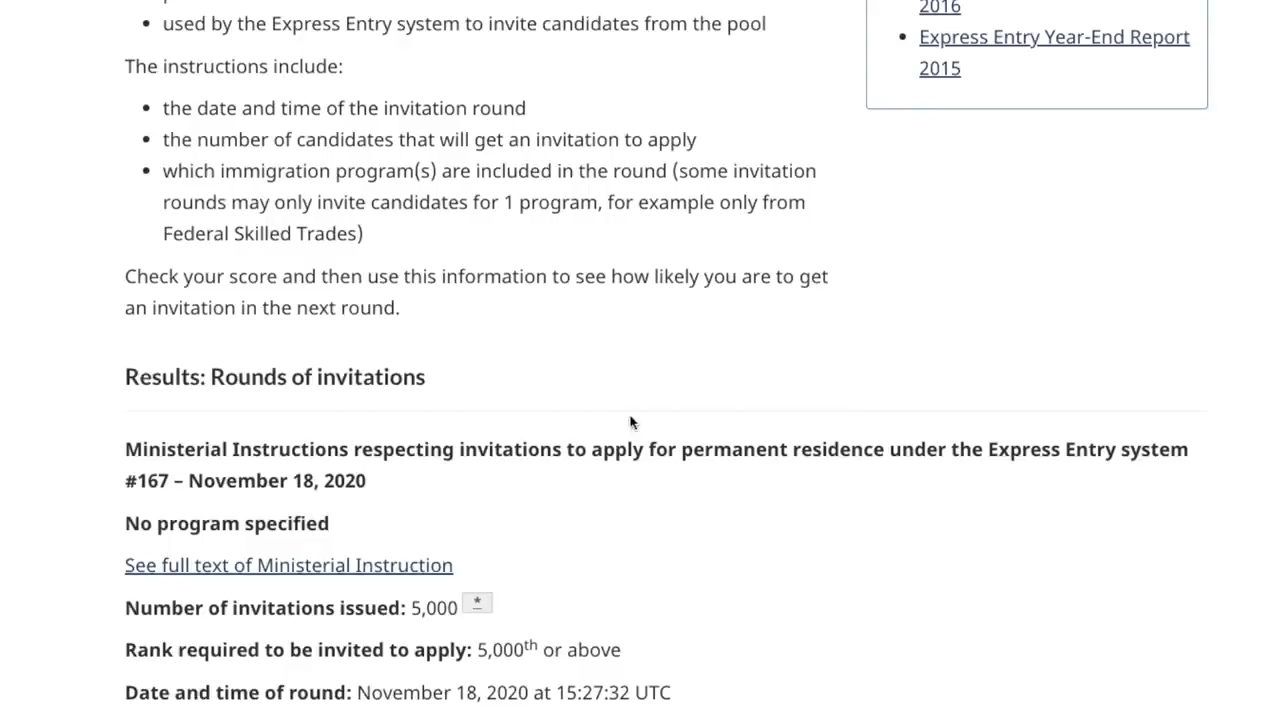 used by the Express Entry system to invite candidates from the pool
The instructions include:
the date and time of the invitation round
the number of candidates that will get an invitation to apply
which immigration program(s) are included in the round (some invitation
rounds may only invite candidates for 1 program, for example only from
Federal Skilled Trades)
Check your score and then use this information to see how likely you are to get
an invitation in the next round.
2016
Express Entry Year-End Report
2015
Results: Rounds of invitations
Ministerial Instructions respecting invitations to apply for permanent residence under the Express Entry system
#167 – November 18, 2020
No program specified
See full text of Ministerial Instruction
Number of invitations issued: 5,000 *
Rank required to be invited to apply: 5,000th or above
Date and time of round: November 18, 2020 at 15:27:32 UTC